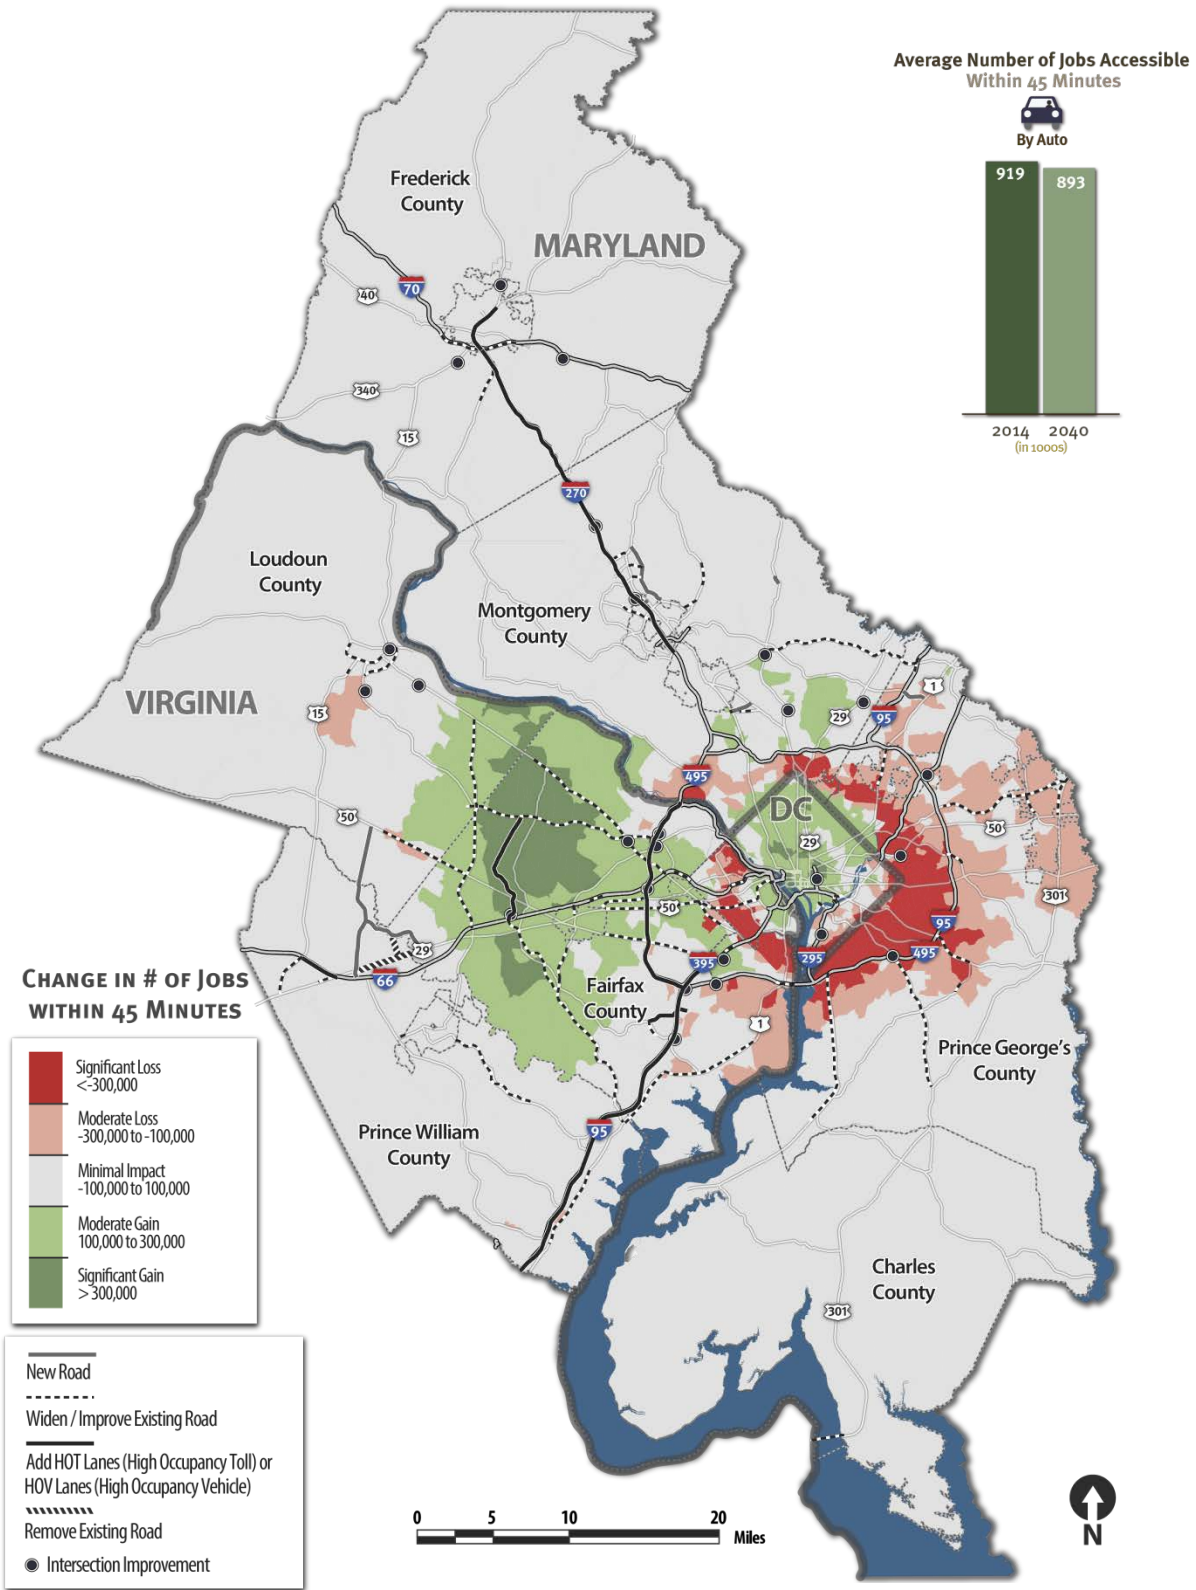 Average Number of Jobs Accessible
Within 45 Minutes
By Auto
919
893
2014
2040
(in 1000s)
Frederick
County
MARYLAND
70
40
340
15
270
Loudoun
County
Montgomery
County
VIRGINIA
15
1
29
95
495
DC
50
50
29
301
50
95
29
395
295
495
66
Fairfax
County
1
Prince George's
County
Prince William
County
95
Charles
County
301
CHANGE IN # OF JOBS
WITHIN 45 MINUTES
Significant Loss
<-300,000
Moderate Loss
-300,000 to -100,000
Minimal Impact
-100,000 to 100,000
Moderate Gain
100,000 to 300,000
Significant Gain
> 300,000
New Road
Widen / Improve Existing Road
Add HOT Lanes (High Occupancy Toll) or
HOV Lanes (High Occupancy Vehicle)
Remove Existing Road
Intersection Improvement
0 5 10 20
Miles
N